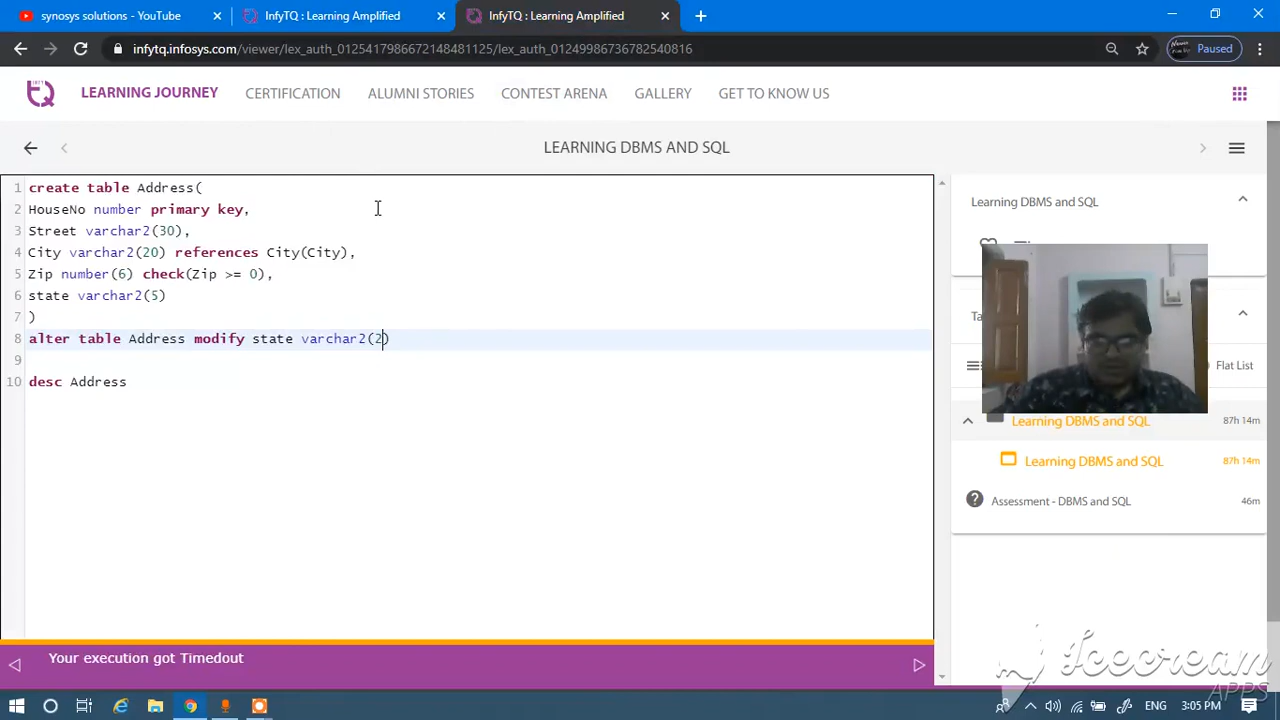 synosys solutions - YouTube
InfyTQ : Learning Amplified
InfyTQ : Learning Amplified
infytq.infosys.com/viewer/lex_auth_012541798667214848​1125/lex_auth_01249986736782540816
Paused
LEARNING JOURNEY
CERTIFICATION
ALUMNI STORIES
CONTEST ARENA
GALLERY
GET TO KNOW US
LEARNING DBMS AND SQL
1 create table Address(
2 HouseNo number primary key,
3 Street varchar2(30),
4 City varchar2(20) references City(City),
5 Zip number(6) check(Zip >= 0),
6 state varchar2(5)
7 )
8 alter table Address modify state varchar2(2)
9
10 desc Address
Learning DBMS and SQL
Ta
Flat List
Learning DBMS and SQL 87h 14m
Learning DBMS and SQL 87h 14m
Assessment - DBMS and SQL 46m
Your execution got Timedout
Icecream
APPS
ENG
3:05 PM